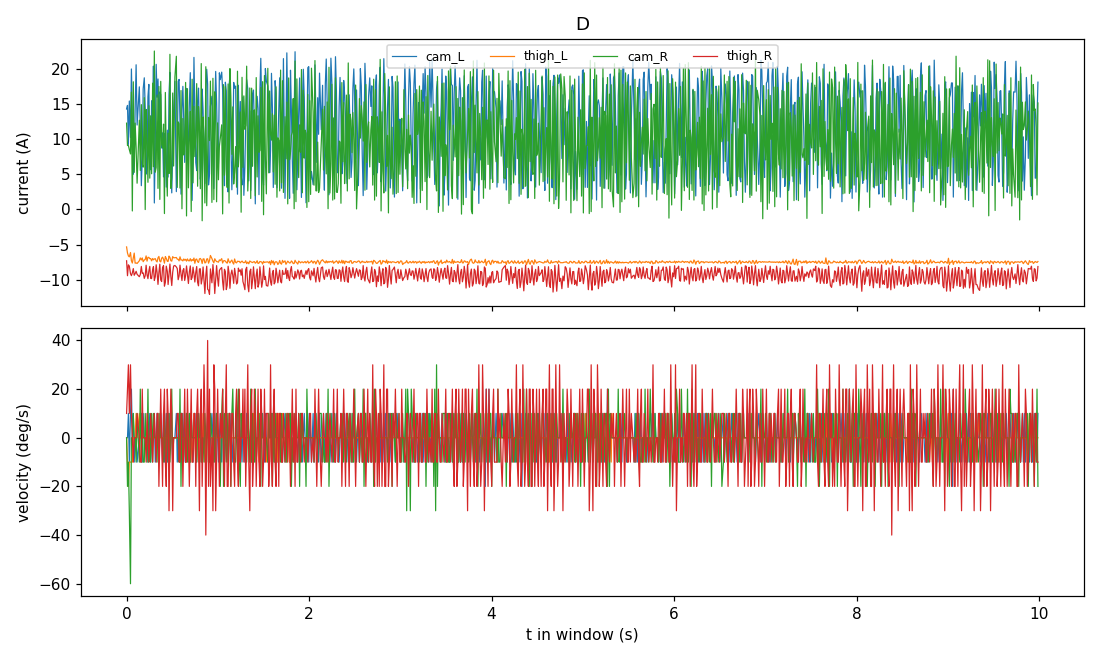 D
cam_L thigh_L cam_R thigh_R
current (A)
20
15
10
5
0
−5
−10
velocity (deg/s)
40
20
0
−20
−40
−60
0 2 4 6 8 10
t in window (s)